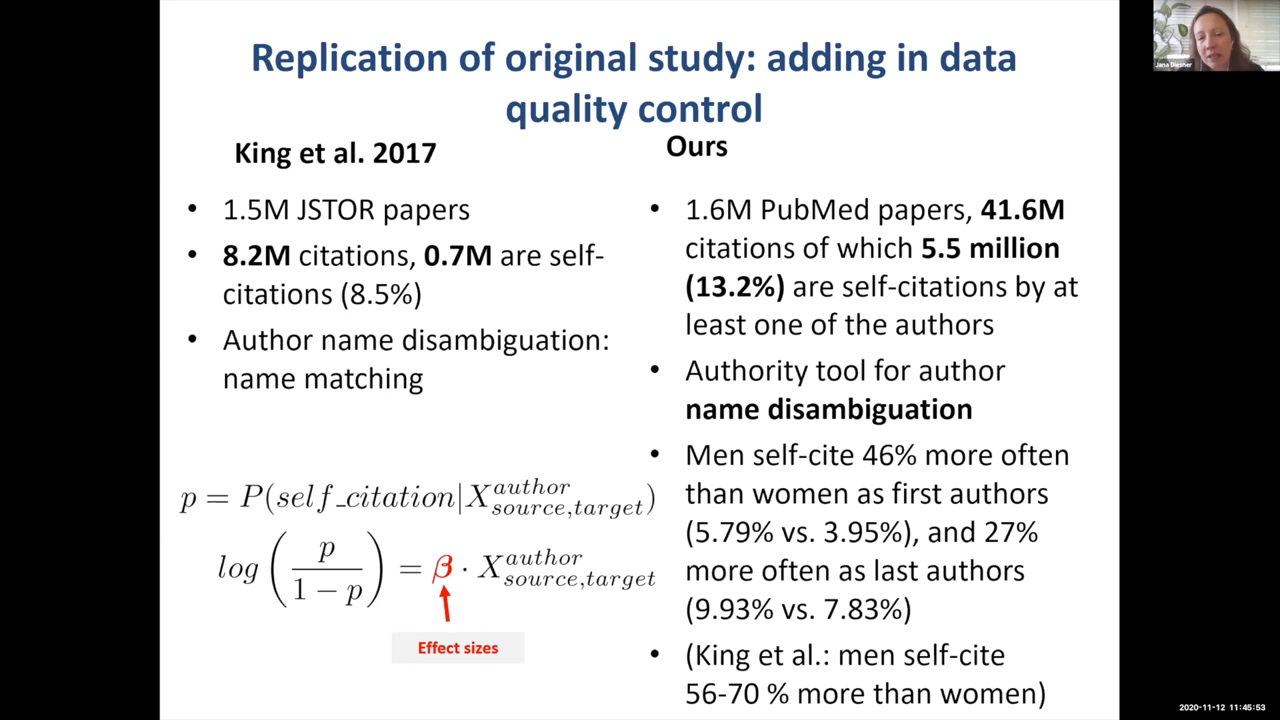 Replication of original study: adding in data
quality control
King et al. 2017
• 1.5M JSTOR papers
• 8.2M citations, 0.7M are self-
citations (8.5%)
• Author name disambiguation:
name matching
p = P(self_citation|X^{author}_{source,target})
log(p/(1 − p)) = β · X^{author}_{source,target}
Effect sizes
Ours
• 1.6M PubMed papers, 41.6M
citations of which 5.5 million
(13.2%) are self-citations by at
least one of the authors
• Authority tool for author
name disambiguation
• Men self-cite 46% more often
than women as first authors
(5.79% vs. 3.95%), and 27%
more often as last authors
(9.93% vs. 7.83%)
• (King et al.: men self-cite
56-70 % more than women)
Jana Diesner
2020-11-12 11:45:53